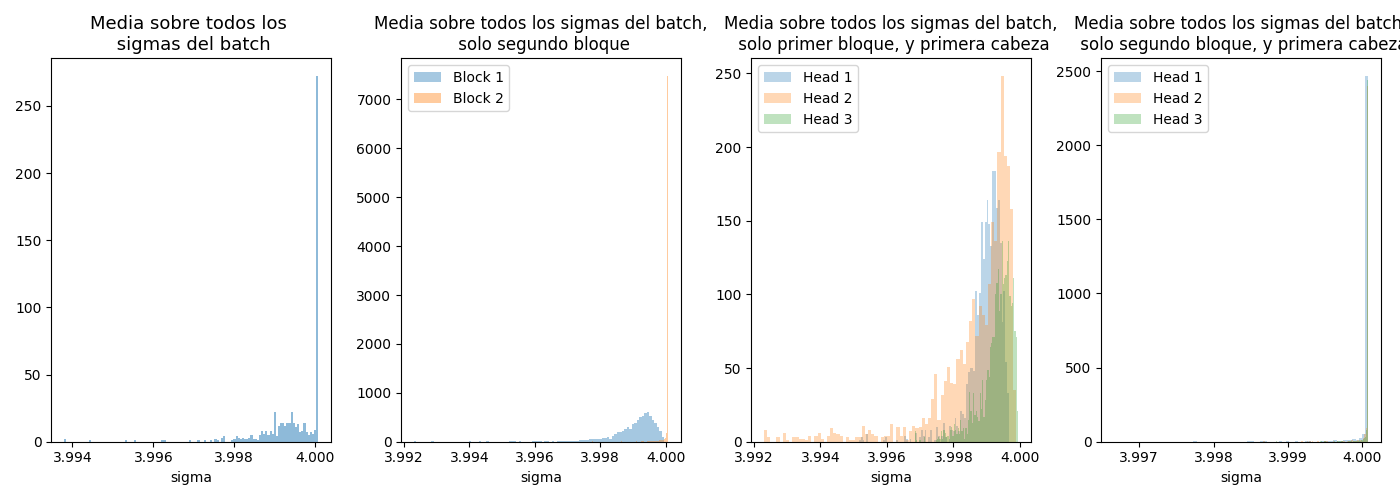 Media sobre todos los
sigmas del batch
250
200
150
100
50
0
3.994
3.996
3.998
4.000
sigma
Media sobre todos los sigmas del batch,
solo segundo bloque
Block 1
Block 2
7000
6000
5000
4000
3000
2000
1000
0
3.992
3.994
3.996
3.998
4.000
sigma
Media sobre todos los sigmas del batch,
solo primer bloque, y primera cabeza
Head 1
Head 2
Head 3
250
200
150
100
50
0
3.992
3.994
3.996
3.998
4.000
sigma
Media sobre todos los sigmas del batch
solo segundo bloque, y primera cabeza
Head 1
Head 2
Head 3
2500
2000
1500
1000
500
0
3.997
3.998
3.999
4.000
sigma